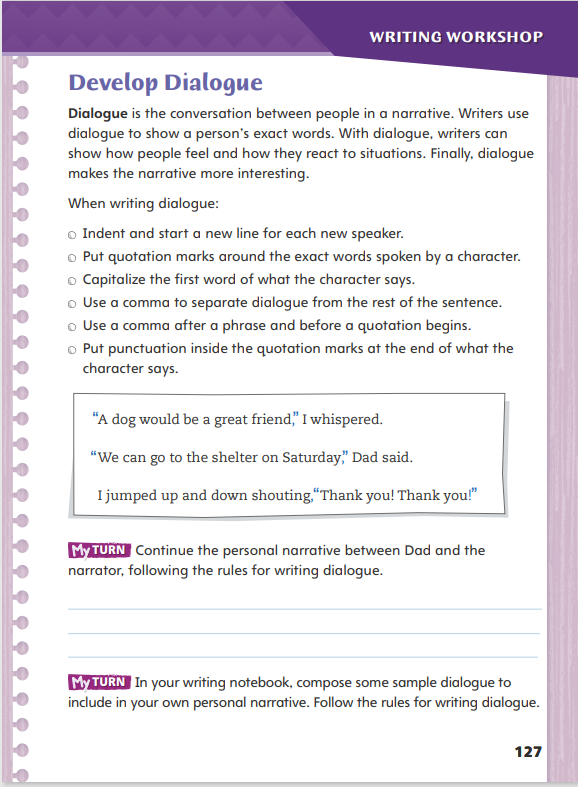 WRITING WORKSHOP
Develop Dialogue
Dialogue is the conversation between people in a narrative. Writers use
dialogue to show a person's exact words. With dialogue, writers can
show how people feel and how they react to situations. Finally, dialogue
makes the narrative more interesting.
When writing dialogue:
Indent and start a new line for each new speaker.
Put quotation marks around the exact words spoken by a character.
Capitalize the first word of what the character says.
Use a comma to separate dialogue from the rest of the sentence.
Use a comma after a phrase and before a quotation begins.
Put punctuation inside the quotation marks at the end of what the
character says.
“A dog would be a great friend,” I whispered.
“We can go to the shelter on Saturday,” Dad said.
I jumped up and down shouting,“Thank you! Thank you!”
My TURN Continue the personal narrative between Dad and the
narrator, following the rules for writing dialogue.
My TURN In your writing notebook, compose some sample dialogue to
include in your own personal narrative. Follow the rules for writing dialogue.
127